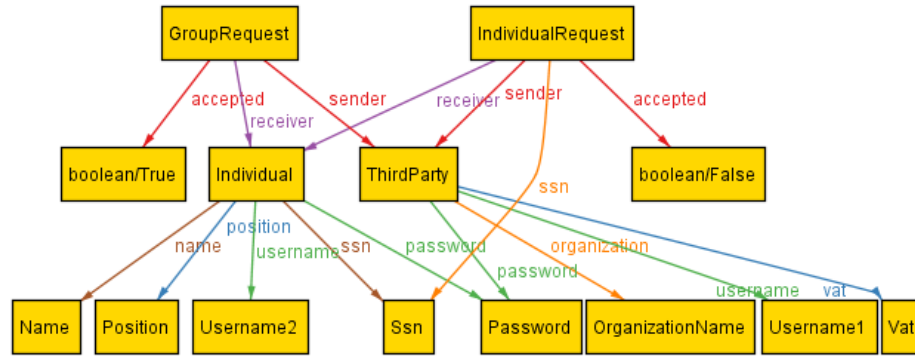 GroupRequest
IndividualRequest
accepted
sender
receiver
receiver
sender
accepted
boolean/True
Individual
ThirdParty
boolean/False
ssn
name
position
username
ssn
password
organization
password
username
vat
Name
Position
Username2
Ssn
Password
OrganizationName
Username1
Vat